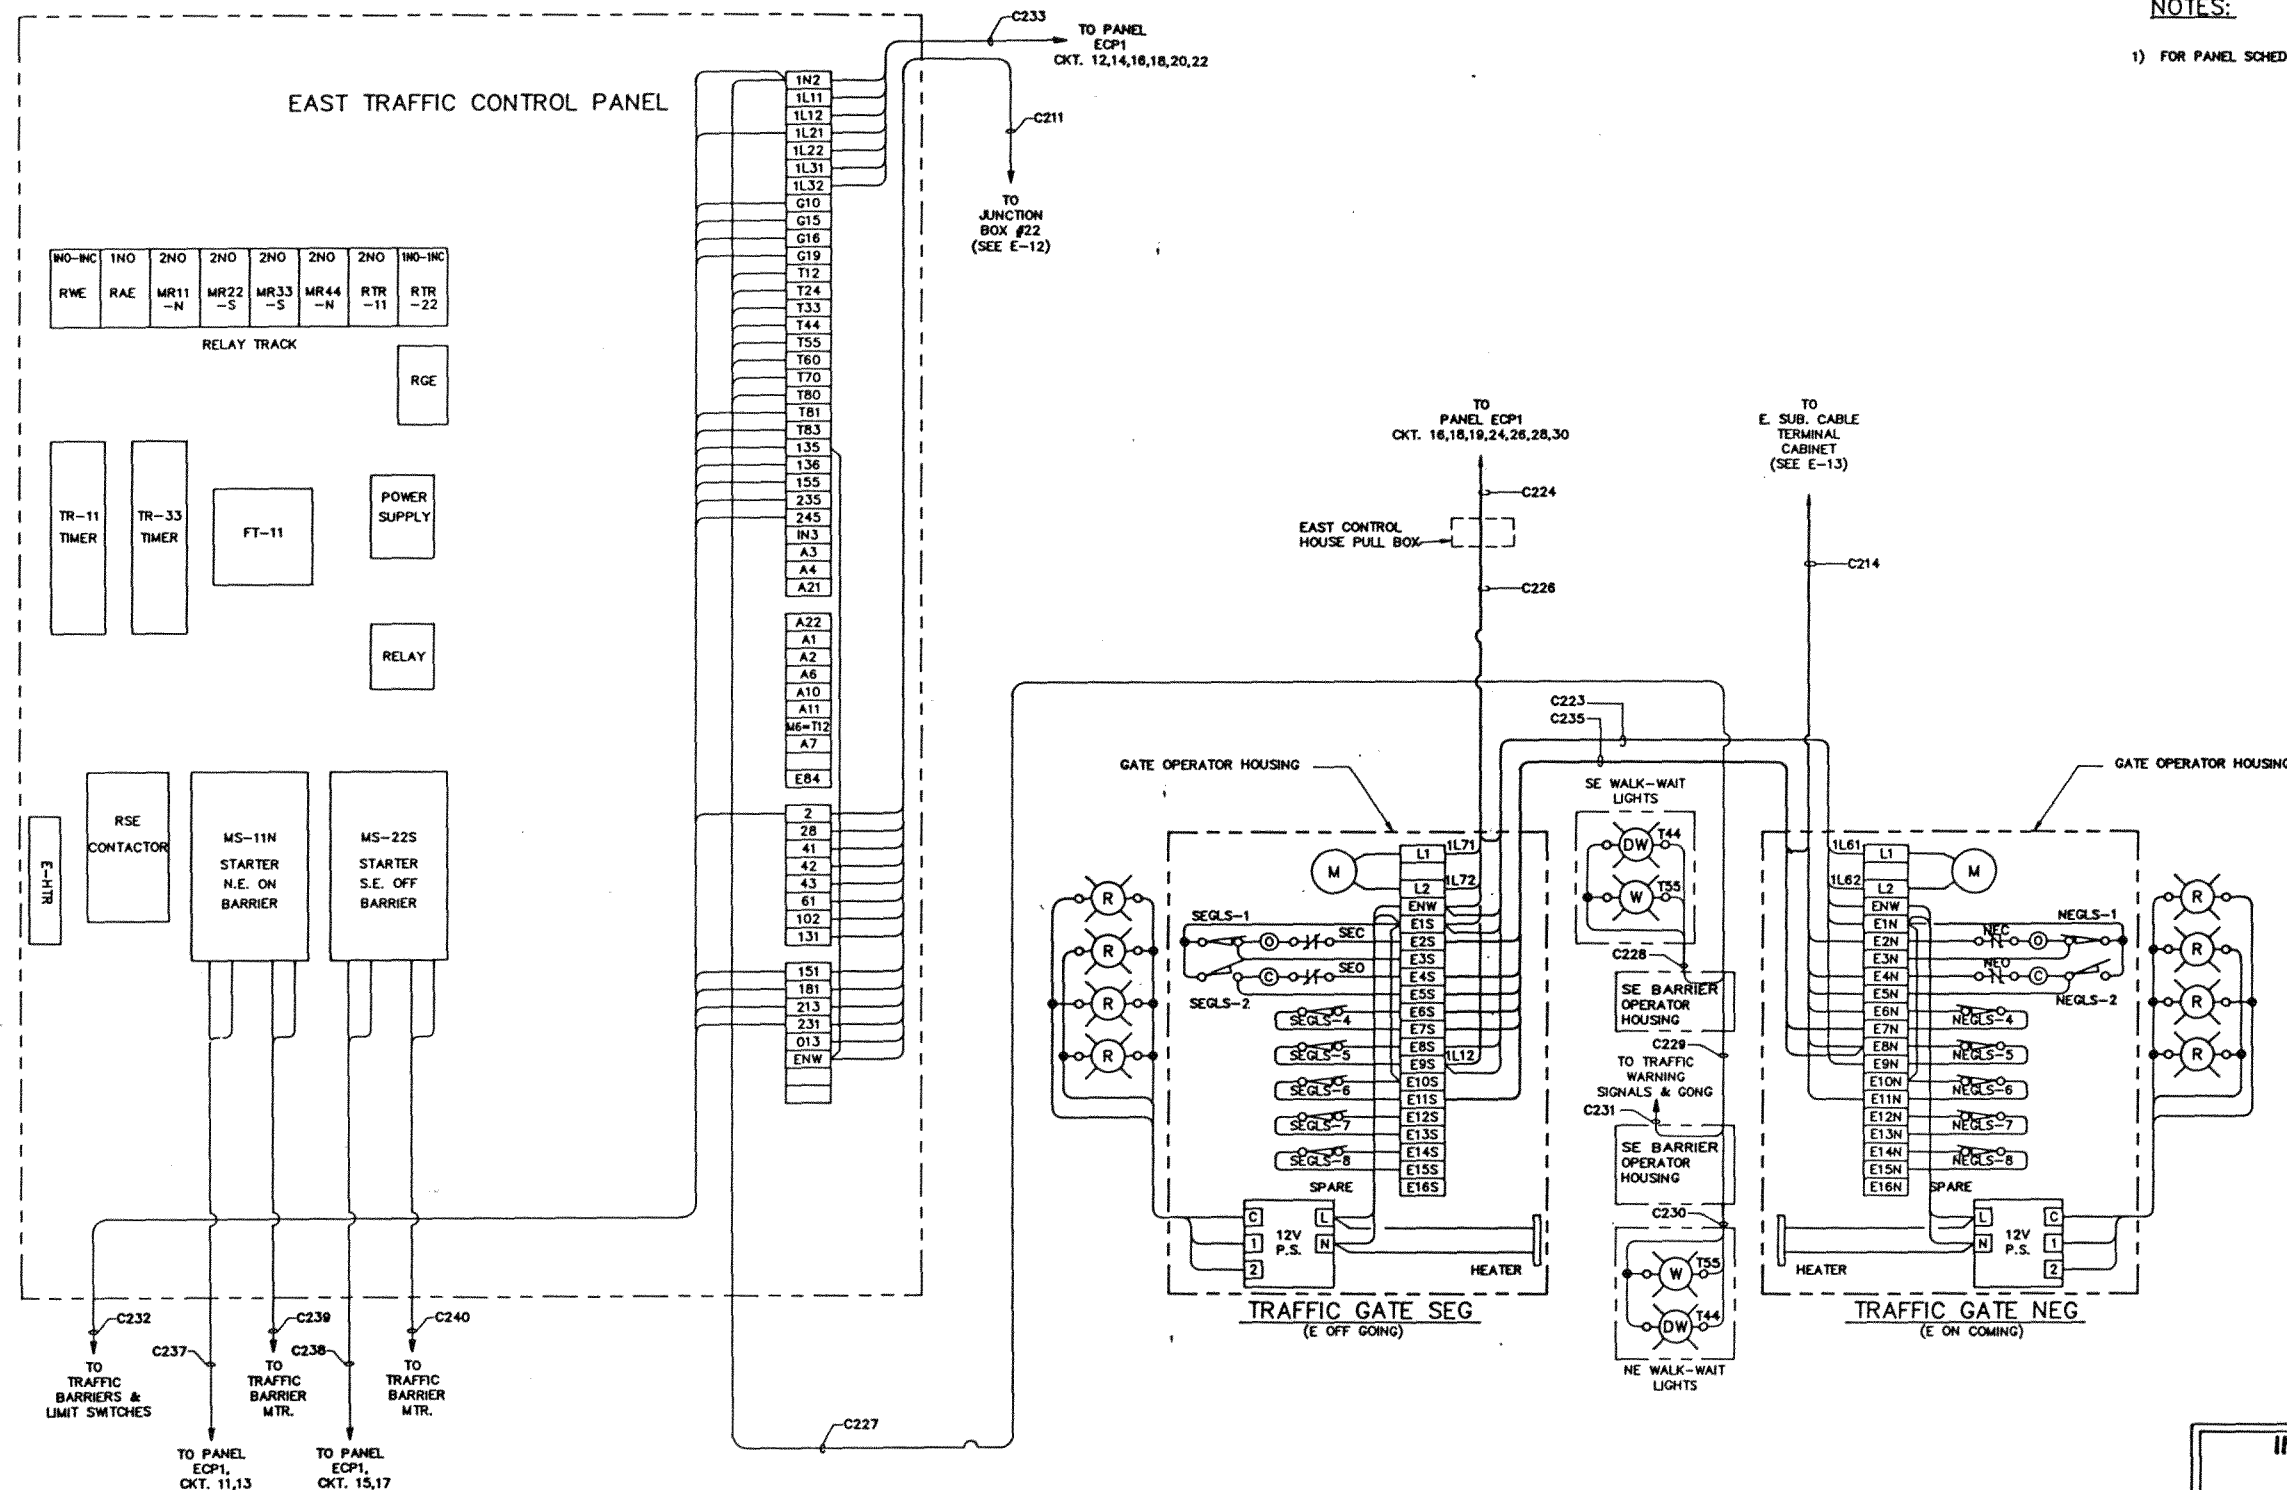 NOTES:
1) FOR PANEL SCHED
EAST TRAFFIC CONTROL PANEL
C233
TO PANEL
ECP1
CKT. 12,14,16,18,20,22
C211
TO
JUNCTION
BOX #22
(SEE E-12)
1N2
1L11
1L12
1L21
1L22
1L31
1L32
G10
G15
G16
G19
T12
T24
T33
T44
T55
T60
T70
T80
T81
T83
135
136
155
235
245
IN3
A3
A4
A21
A22
A1
A2
A6
A10
A11
M6=T12
A7
E84
2
28
41
42
43
61
102
131
151
181
213
231
013
ENW
1NO-1NC 1NO 2NO 2NO 2NO 2NO 2NO 1NO-1NC
RWE RAE MR11 MR22 MR33 MR44 RTR RTR
-N -S -S -N -11 -22
RELAY TRACK
RGE
TR-11
TIMER
TR-33
TIMER
FT-11
POWER
SUPPLY
RELAY
E-HTR
RSE
CONTACTOR
MS-11N
STARTER
N.E. ON
BARRIER
MS-22S
STARTER
S.E. OFF
BARRIER
C232
TO
TRAFFIC
BARRIERS &
LIMIT SWITCHES
C237
TO PANEL
ECP1,
CKT. 11,13
C239
TO
TRAFFIC
BARRIER
MTR.
C238
TO PANEL
ECP1,
CKT. 15,17
C240
TO
TRAFFIC
BARRIER
MTR.
C227
TO
PANEL ECP1
CKT. 16,18,19,24,26,28,30
C224
EAST CONTROL
HOUSE PULL BOX
C226
TO
E. SUB. CABLE
TERMINAL
CABINET
(SEE E-13)
C214
C223
C235
GATE OPERATOR HOUSING
R
R
R
R
M
L1
L2
ENW
E1S
E2S
E3S
E4S
E5S
E6S
E7S
E8S
E9S
E10S
E11S
E12S
E13S
E14S
E15S
E16S
1L71
1L72
1L12
SEGLS-1
O
SEC
C
SEO
SEGLS-2
SEGLS-4
SEGLS-5
SEGLS-6
SEGLS-7
SEGLS-8
SPARE
C
1
2
12V
P.S.
L
N
HEATER
TRAFFIC GATE SEG
(E OFF GOING)
SE WALK-WAIT
LIGHTS
DW
T44
W
T55
C228
SE BARRIER
OPERATOR
HOUSING
C229
TO TRAFFIC
WARNING
SIGNALS & GONG
C231
SE BARRIER
OPERATOR
HOUSING
C230
W
T55
DW
T44
NE WALK-WAIT
LIGHTS
GATE OPERATOR HOUSING
1L61
1L62
L1
L2
ENW
E1N
E2N
E3N
E4N
E5N
E6N
E7N
E8N
E9N
E10N
E11N
E12N
E13N
E14N
E15N
E16N
M
NEGLS-1
NEC
O
NEO
C
NEGLS-2
NEGLS-4
NEGLS-5
NEGLS-6
NEGLS-7
NEGLS-8
SPARE
L
N
12V
P.S.
C
1
2
HEATER
R
R
R
R
TRAFFIC GATE NEG
(E ON COMING)